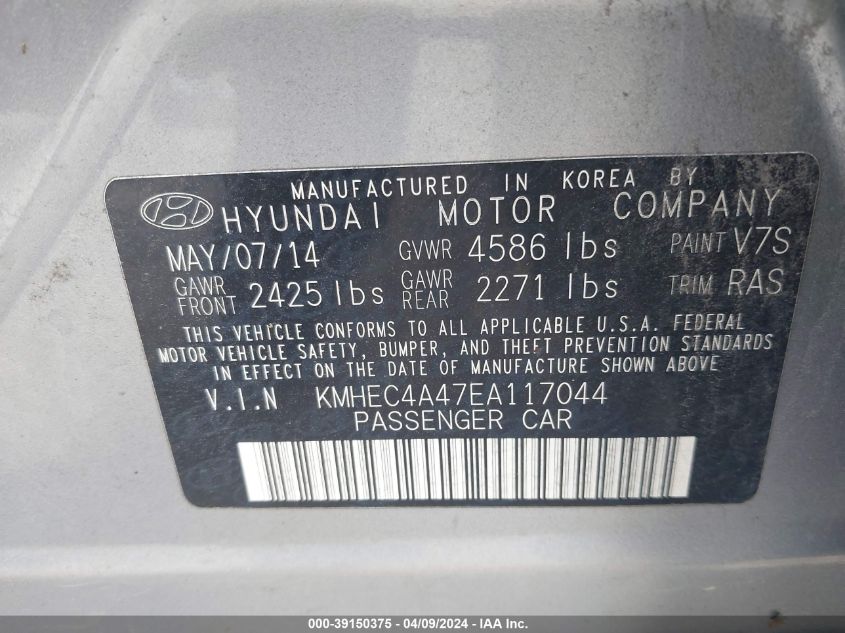 MANUFACTURED IN KOREA BY
HYUNDAI MOTOR COMPANY
MAY/07/14 GVWR 4586 lbs PAINT V7S
GAWR FRONT 2425 lbs GAWR REAR 2271 lbs TRIM RAS
THIS VEHICLE CONFORMS TO ALL APPLICABLE U.S.A. FEDERAL
MOTOR VEHICLE SAFETY, BUMPER, AND THEFT PREVENTION STANDARDS
IN EFFECT ON THE DATE OF MANUFACTURE SHOWN ABOVE
V.I.N KMHEC4A47EA117044
PASSENGER CAR
000-39150375 - 04/09/2024 - IAA Inc.